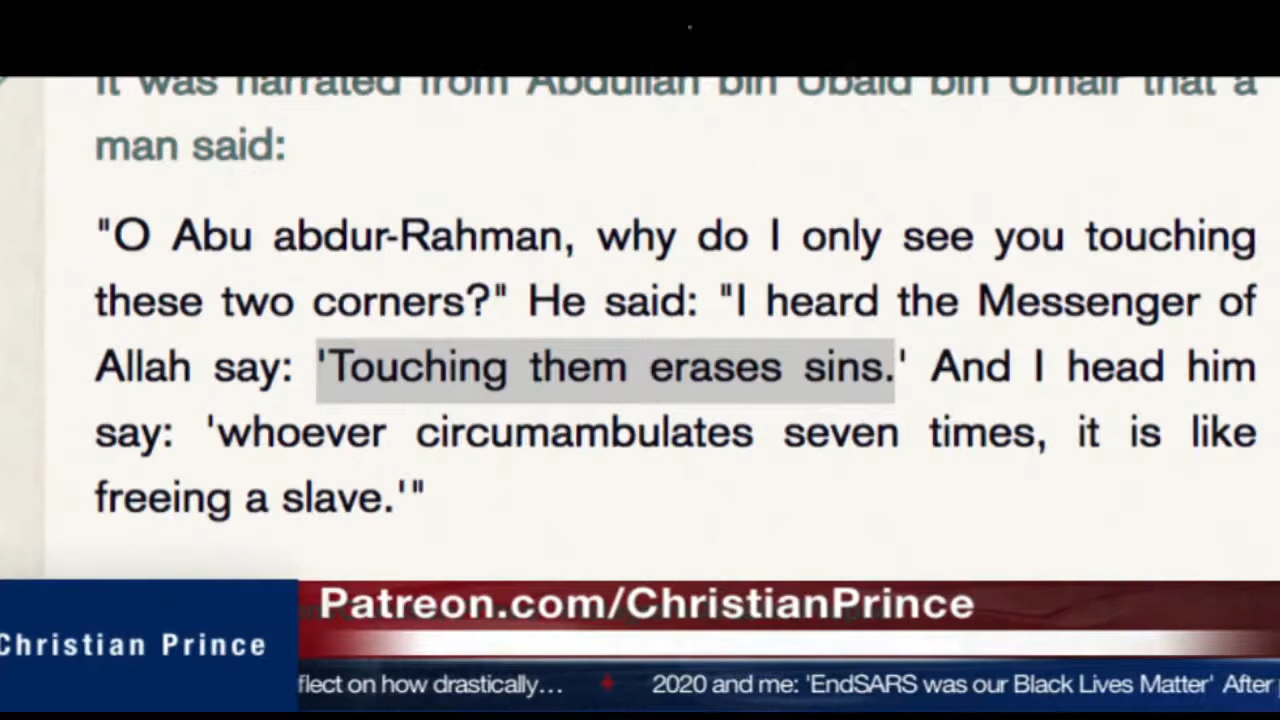 It was narrated from Abdullah bin Ubaid bin Umair that a
man said:
"O Abu abdur-Rahman, why do I only see you touching
these two corners?" He said: "I heard the Messenger of
Allah say: 'Touching them erases sins.' And I head him
say: 'whoever circumambulates seven times, it is like
freeing a slave.'"
Patreon.com/ChristianPrince
Christian Prince
flect on how drastically… 2020 and me: 'EndSARS was our Black Lives Matter' After